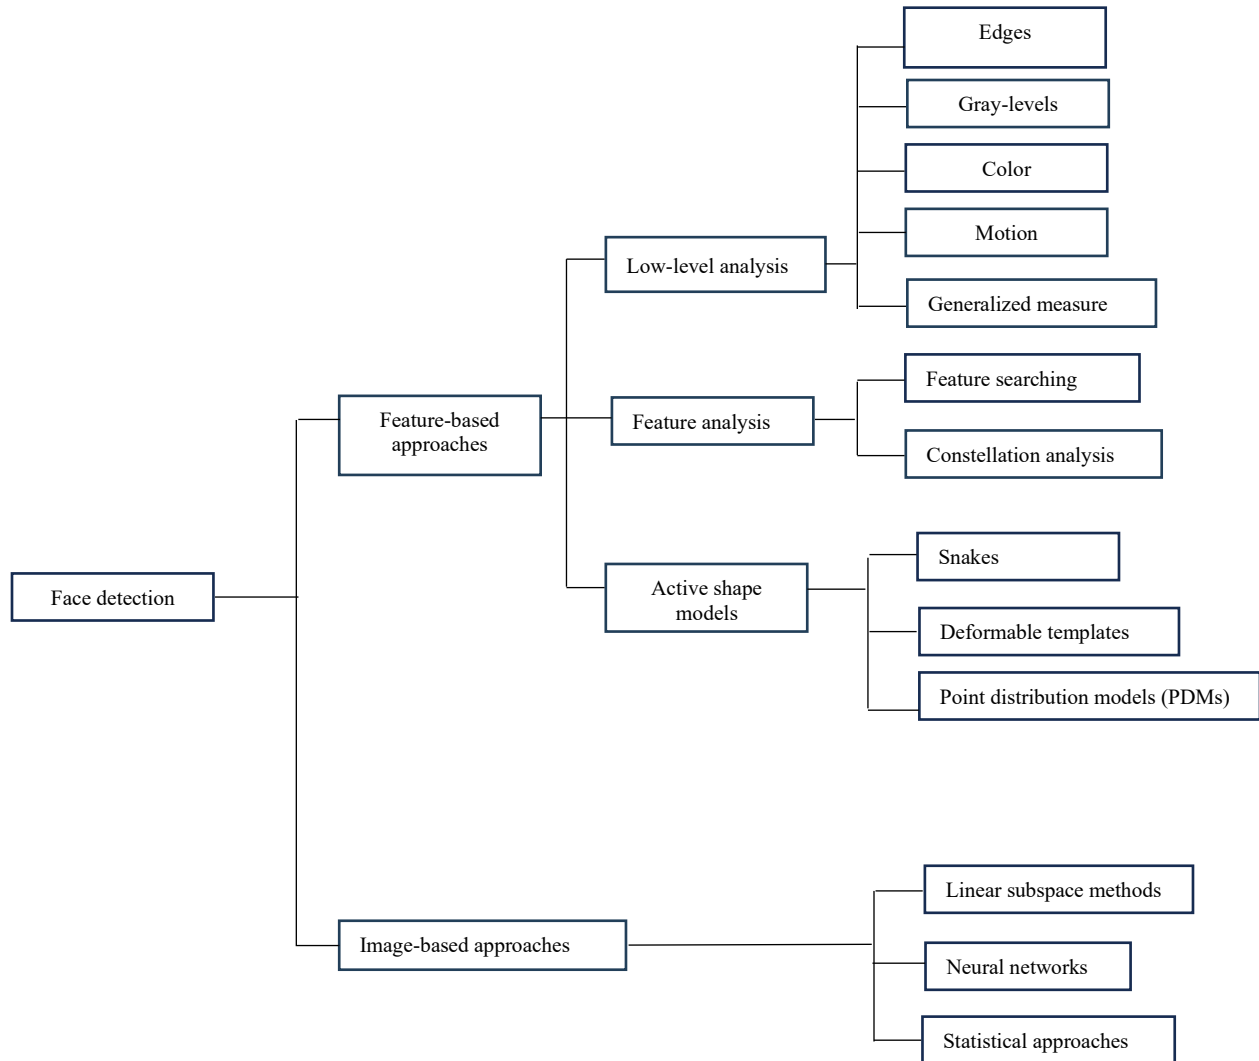 Edges
Gray-levels
Color
Motion
Low-level analysis
Generalized measure
Feature searching
Feature-based
approaches
Feature analysis
Constellation analysis
Snakes
Face detection
Active shape
models
Deformable templates
Point distribution models (PDMs)
Linear subspace methods
Image-based approaches
Neural networks
Statistical approaches